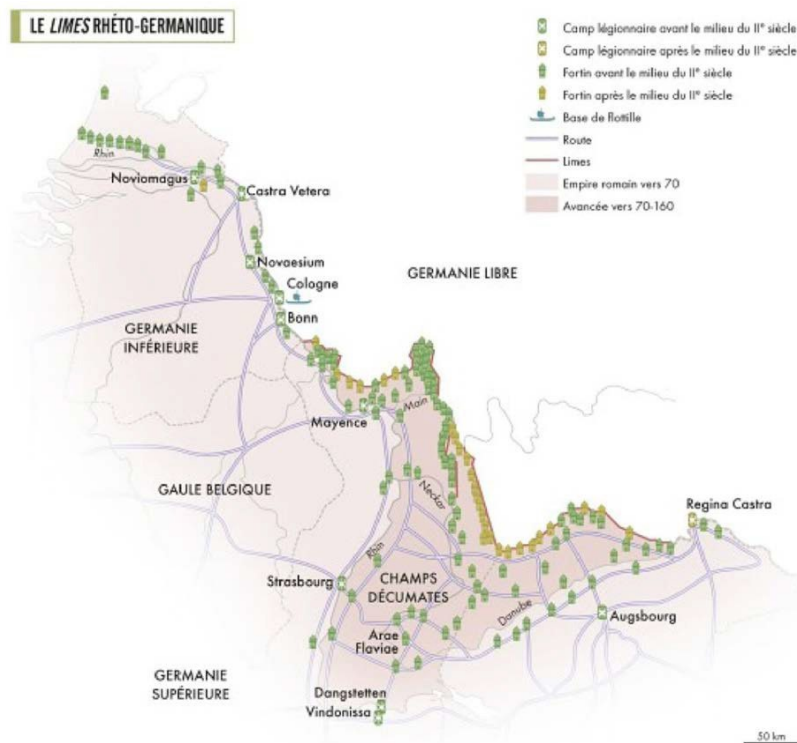 LE LIMES RHÉTO-GERMANIQUE
Camp légionnaire avant le milieu du IIe siècle
Camp légionnaire après le milieu du IIe siècle
Fortin avant le milieu du IIe siècle
Fortin après le milieu du IIe siècle
Base de flottille
Route
Limes
Empire romain vers 70
Avancée vers 70-160
Rhin
Noviomagus
Castra Vetera
Novaesium
GERMANIE LIBRE
Cologne
Bonn
GERMANIE
INFÉRIEURE
Main
Mayence
GAULE BELGIQUE
Neckar
Regina Castra
Rhin
Strasbourg
CHAMPS
DÉCUMATES
Danube
Augsbourg
Arae
Flaviae
GERMANIE
SUPÉRIEURE
Dangstetten
Vindonissa
50 km